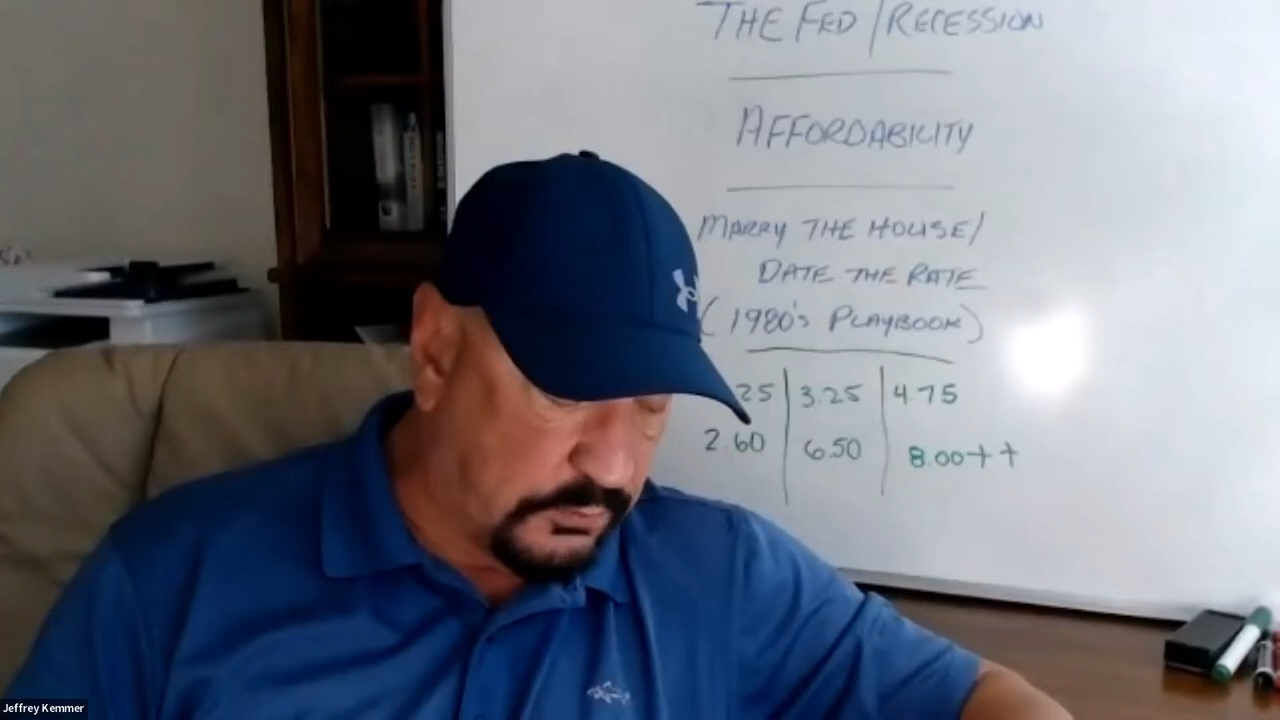 THE FED/RECESSION
AFFORDABILITY
MARRY THE HOUSE/
DATE THE RATE
(1980's PLAYBOOK)
25 | 3.25 | 4.75
2.60 | 6.50 | 8.00++
Jeffrey Kemmer